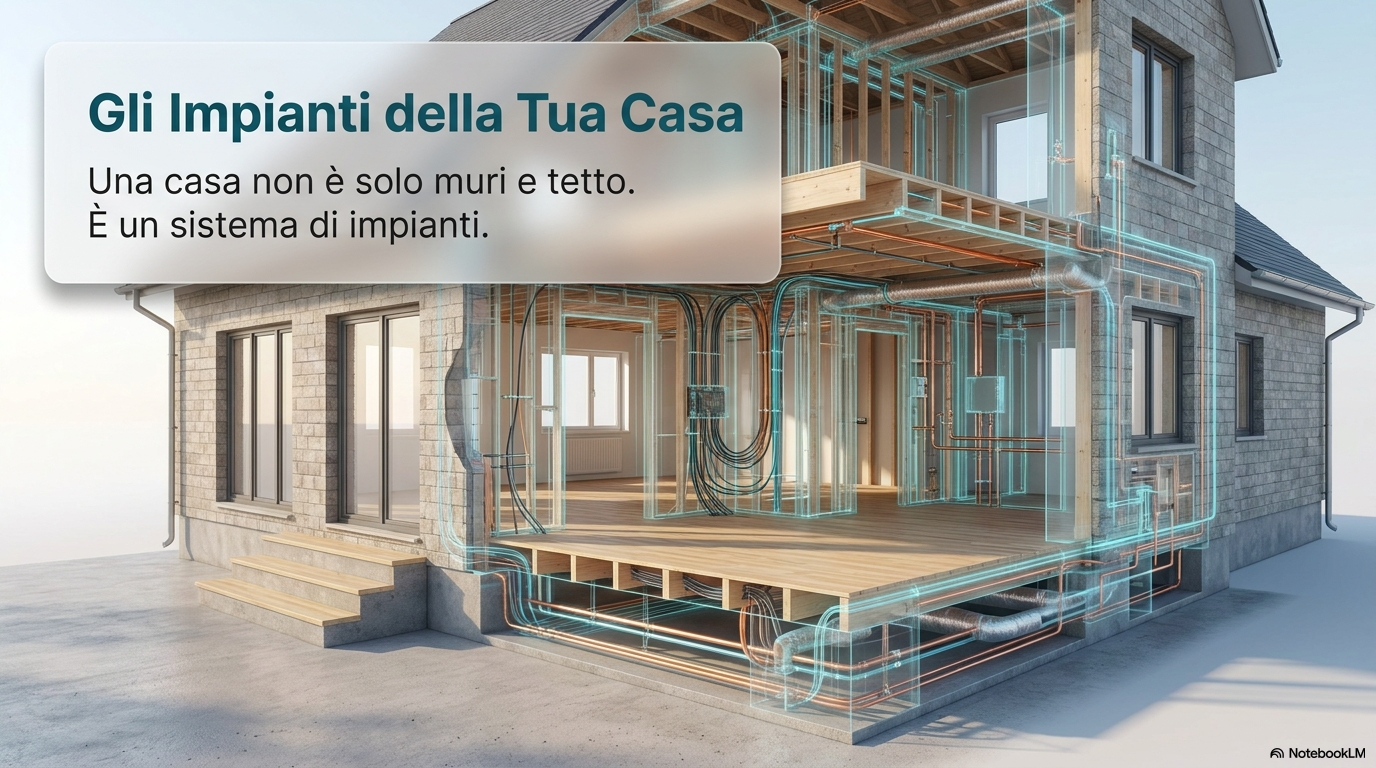 Gli Impianti della Tua Casa
Una casa non è solo muri e tetto.
È un sistema di impianti.
NotebookLM